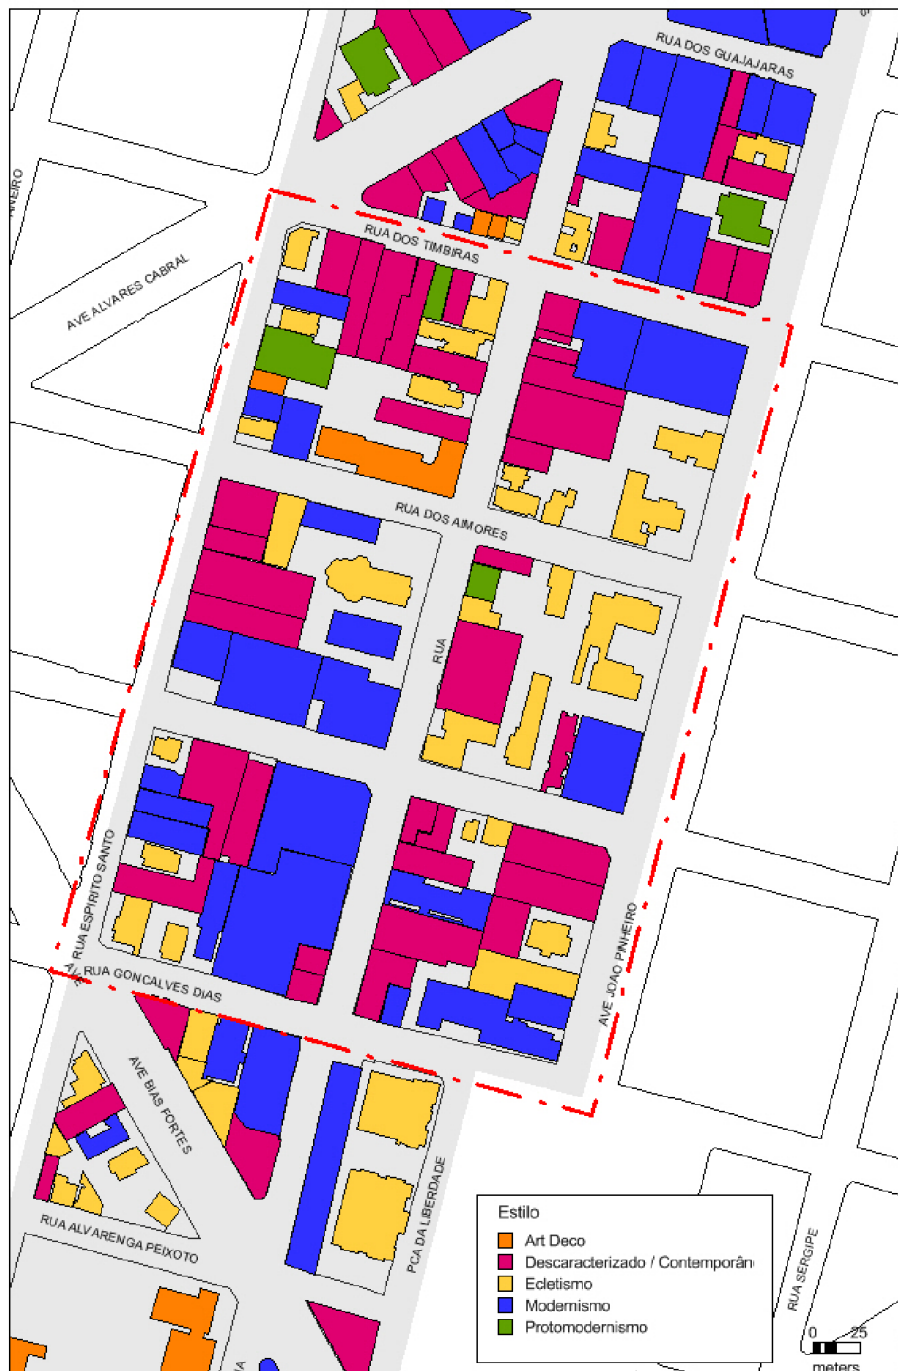 RUA DOS GUAJAJARAS
ANEIRO
RUA DOS TIMBIRAS
AVE ALVARES CABRAL
RUA DOS AIMORES
RUA
RUA ESPIRITO SANTO
AVE JOAO PINHEIRO
AVE
RUA GONCALVES DIAS
AVE BIAS FORTES
PCA DA LIBERDADE
RUA ALVARENGA PEIXOTO
RUA SERGIPE
Estilo
Art Deco
Descaracterizado / Contemporân
Ecletismo
Modernismo
Protomodernismo
0 25
meters